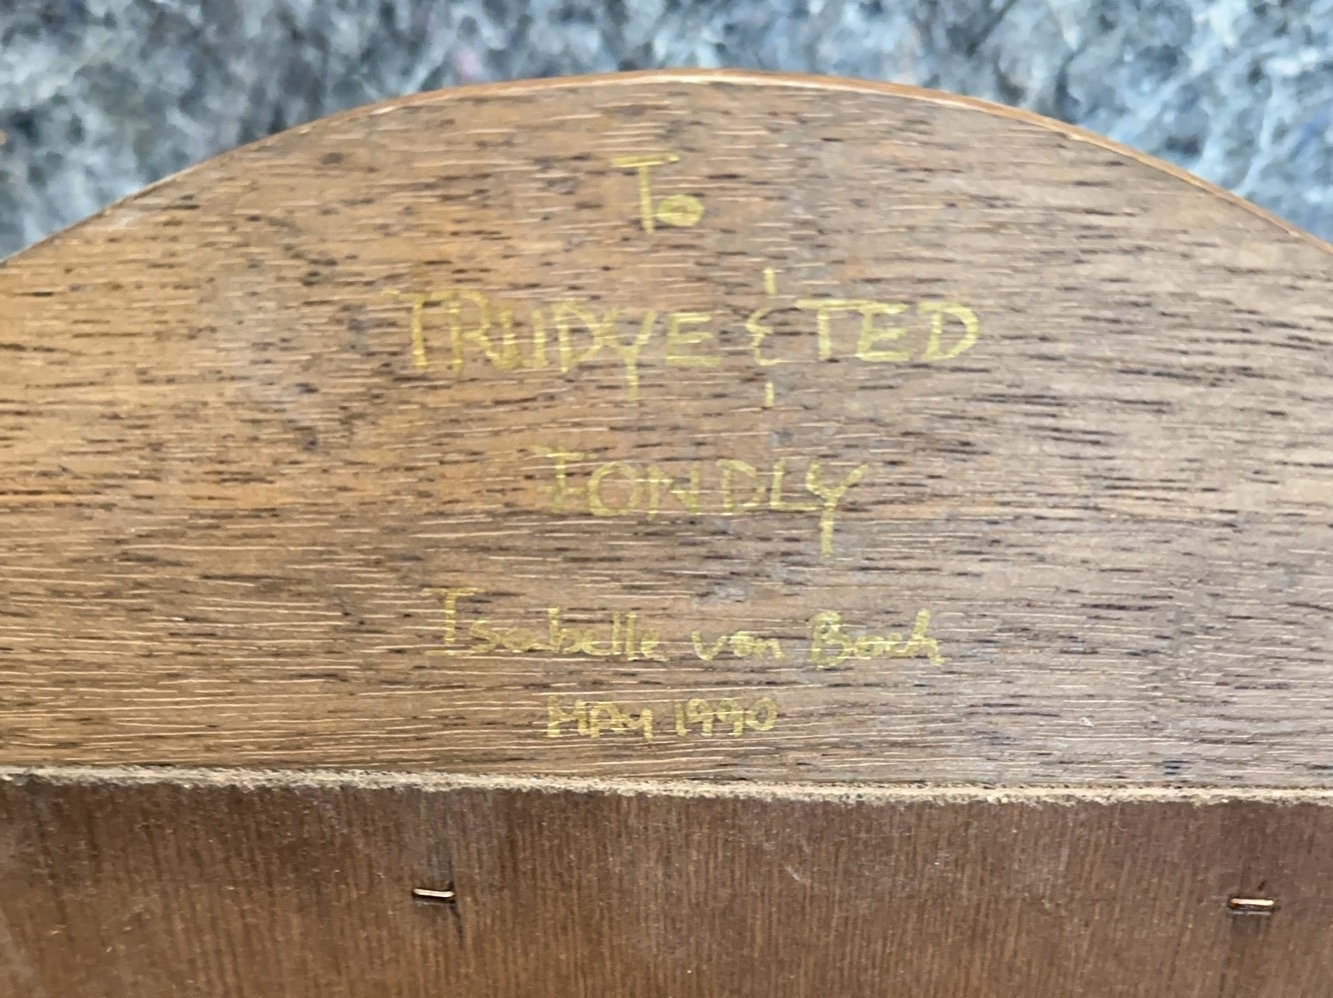 To
TRUDYE & TED
FONDLY
Isabelle von Boch
MAY 1990